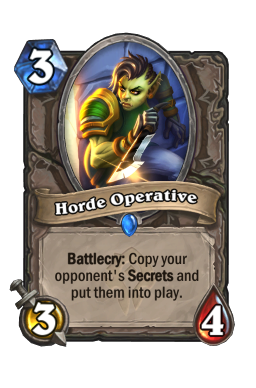 3
Horde Operative
Battlecry: Copy your
opponent's Secrets and
put them into play.
3
4